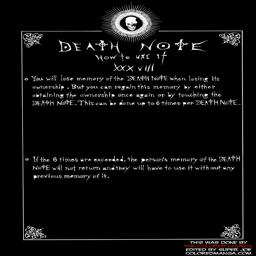 DEATH NOTE
HOW TO USE IT
XXXVIII
You will lose memory of the DEATH NOTE when losing its
ownership. But you can regain this memory by either
obtaining the ownership once again or by touching the
DEATH NOTE. This can be done up to 6 times per DEATH NOTE.
If the 6 times are exceeded, the person's memory of the DEATH
NOTE will not return and they will have to use it without any
previous memory of it.
THIS WAS DONE BY
EDITED BY SUPER JOE
COLOREDMANGA.COM